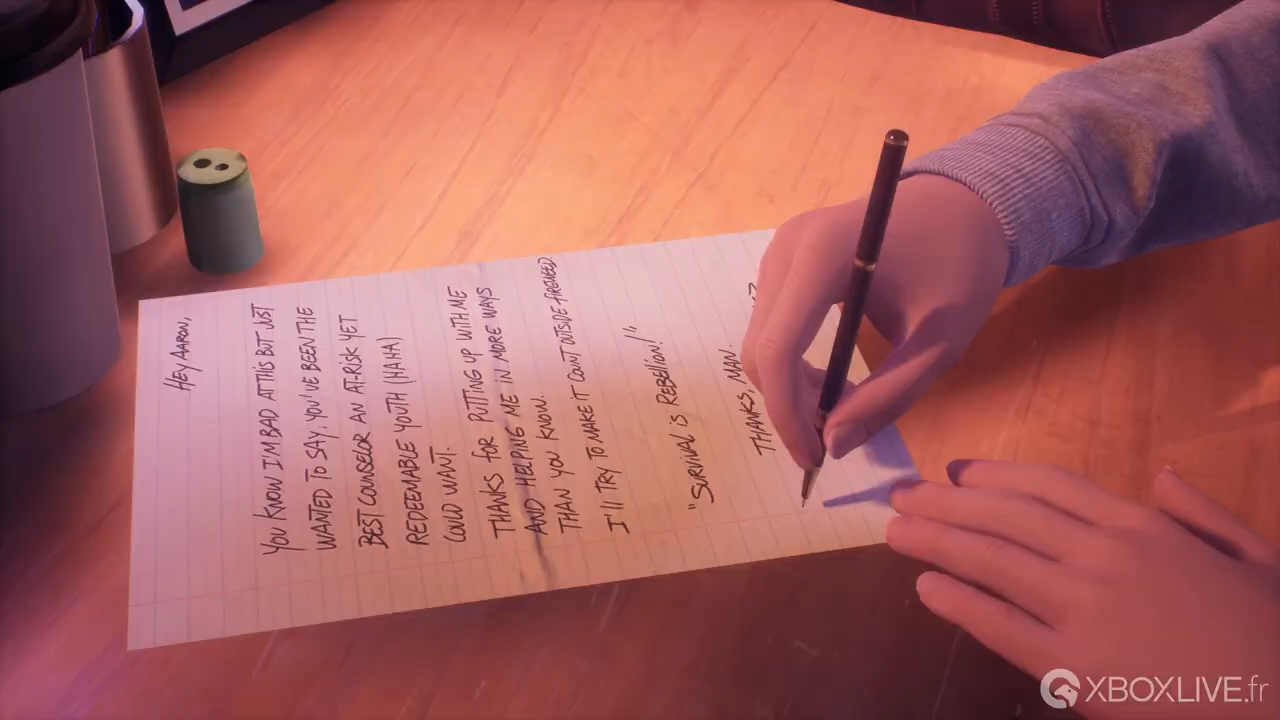 Hey Aaron,
You know I'm bad at this but just
wanted to say: you've been the
best counselor an at-risk yet
redeemable youth (haha)
could want.
Thanks for putting up with me
and helping me in more ways
than you know.
I'll try to make it count outside Fireweed
"Survival is Rebellion!",
Thanks, man.
XBOXLIVE.fr